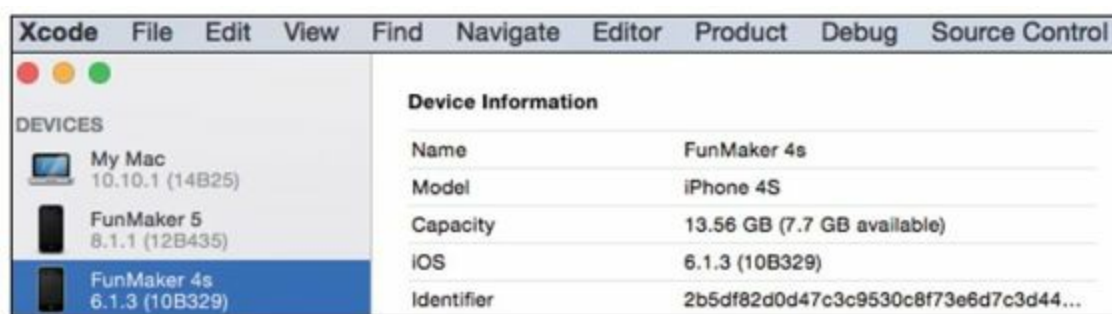 Xcode File Edit View Find Navigate Editor Product Debug Source Control
DEVICES
My Mac
10.10.1 (14B25)
FunMaker 5
8.1.1 (12B435)
FunMaker 4s
6.1.3 (10B329)
Device Information
Name FunMaker 4s
Model iPhone 4S
Capacity 13.56 GB (7.7 GB available)
iOS 6.1.3 (10B329)
Identifier 2b5df82d0d47c3c9530c8f73e6d7c3d44...